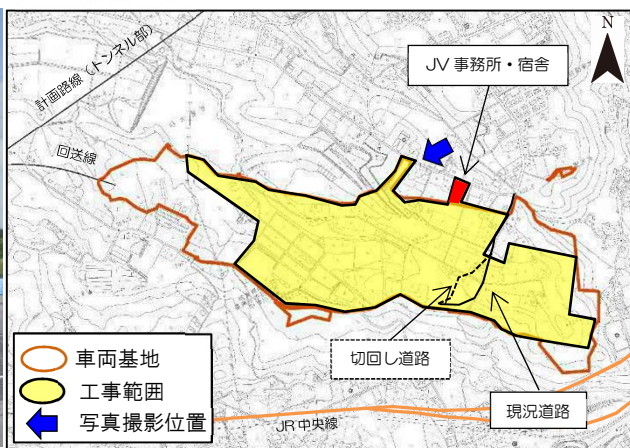 N
JV 事務所・宿舎
計画路線（トンネル部）
回送線
切回し道路
現況道路
車両基地
工事範囲
写真撮影位置
JR中央線